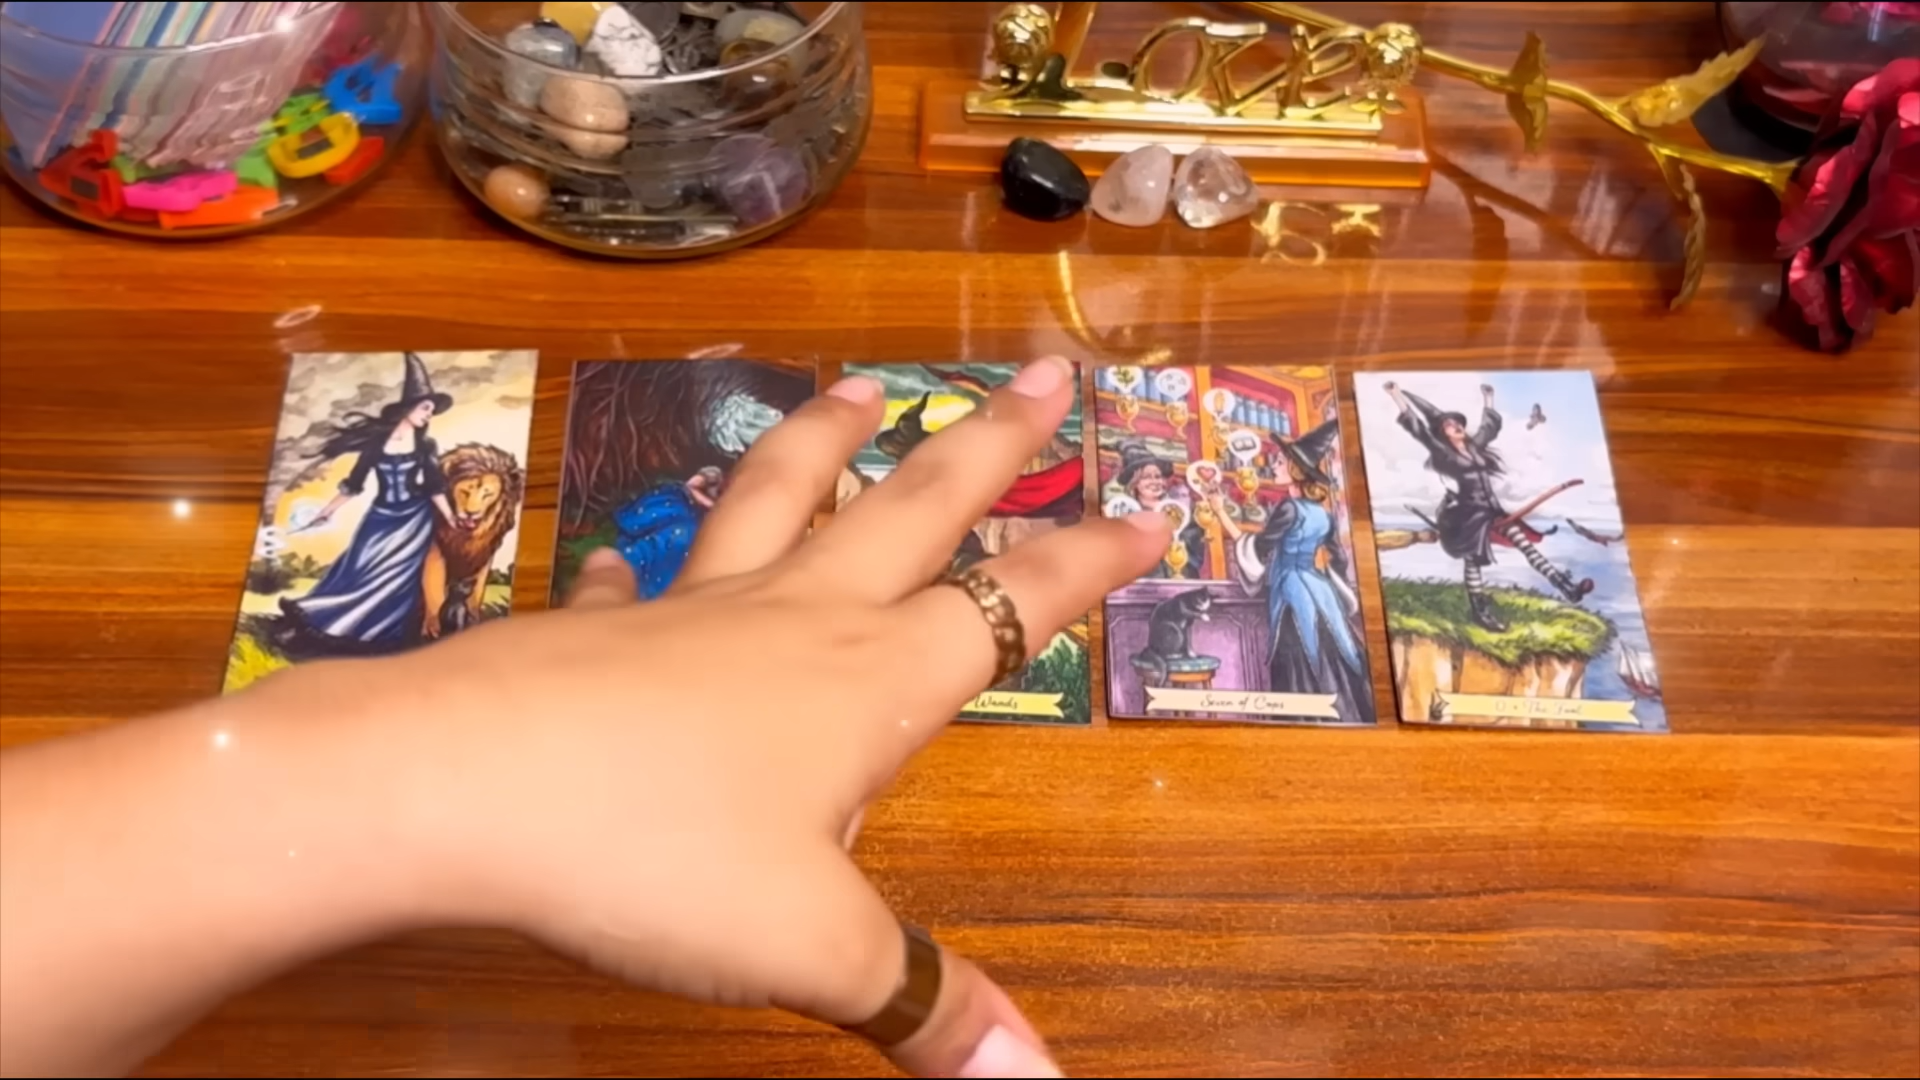 Love
Wands
Seven of Cups
0 • The Fool